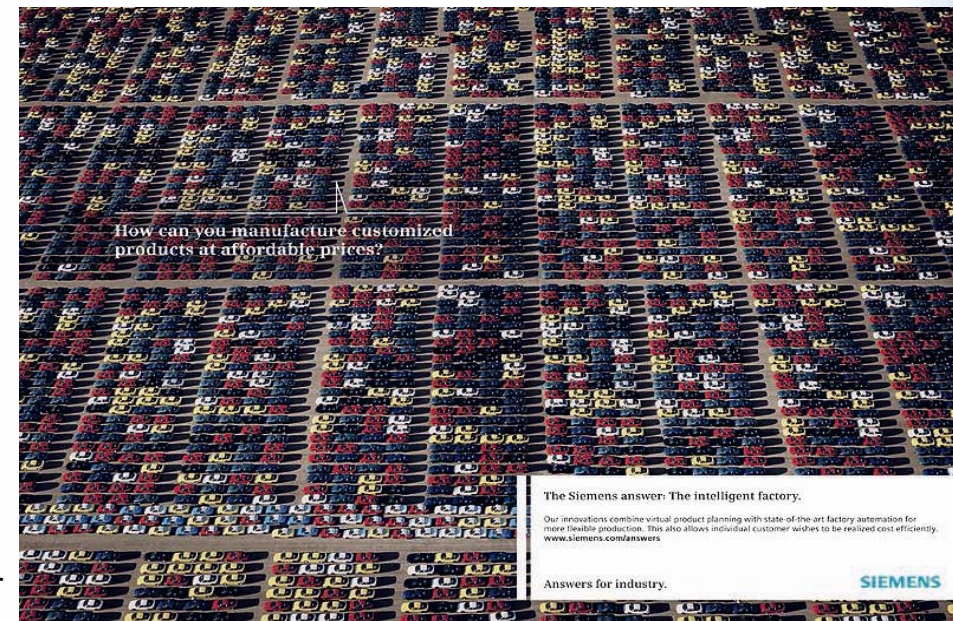 How can you manufacture customized
products at affordable prices?
The Siemens answer: The intelligent factory.
Our innovations combine virtual product planning with state-of-the-art factory automation for
more flexible production. This also allows individual customer wishes to be realized cost efficiently.
www.siemens.com/answers
Answers for industry.
SIEMENS